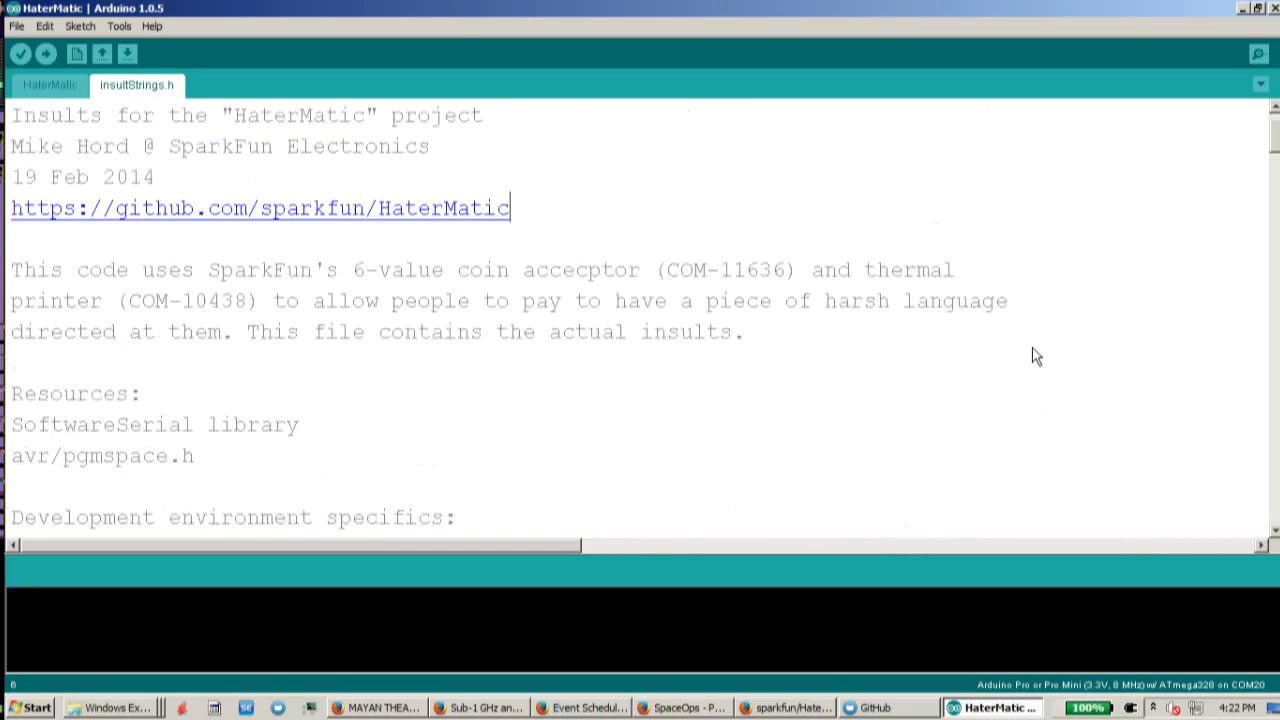 HaterMatic | Arduino 1.0.5
File Edit Sketch Tools Help
HaterMatic insultStrings.h
Insults for the "HaterMatic" project
Mike Hord @ SparkFun Electronics
19 Feb 2014
https://github.com/sparkfun/HaterMatic
This code uses SparkFun's 6-value coin accecptor (COM-11636) and thermal
printer (COM-10438) to allow people to pay to have a piece of harsh language
directed at them. This file contains the actual insults.
Resources:
SoftwareSerial library
avr/pgmspace.h
Development environment specifics:
6
Arduino Pro or Pro Mini (3.3V, 8 MHz) w/ ATmega328 on COM20
Start Windows Ex... MAYAN THEA... Sub-1 GHz an... Event Schedul... SpaceOps - P... sparkfun/Hate... GitHub HaterMatic ... 100% 4:22 PM